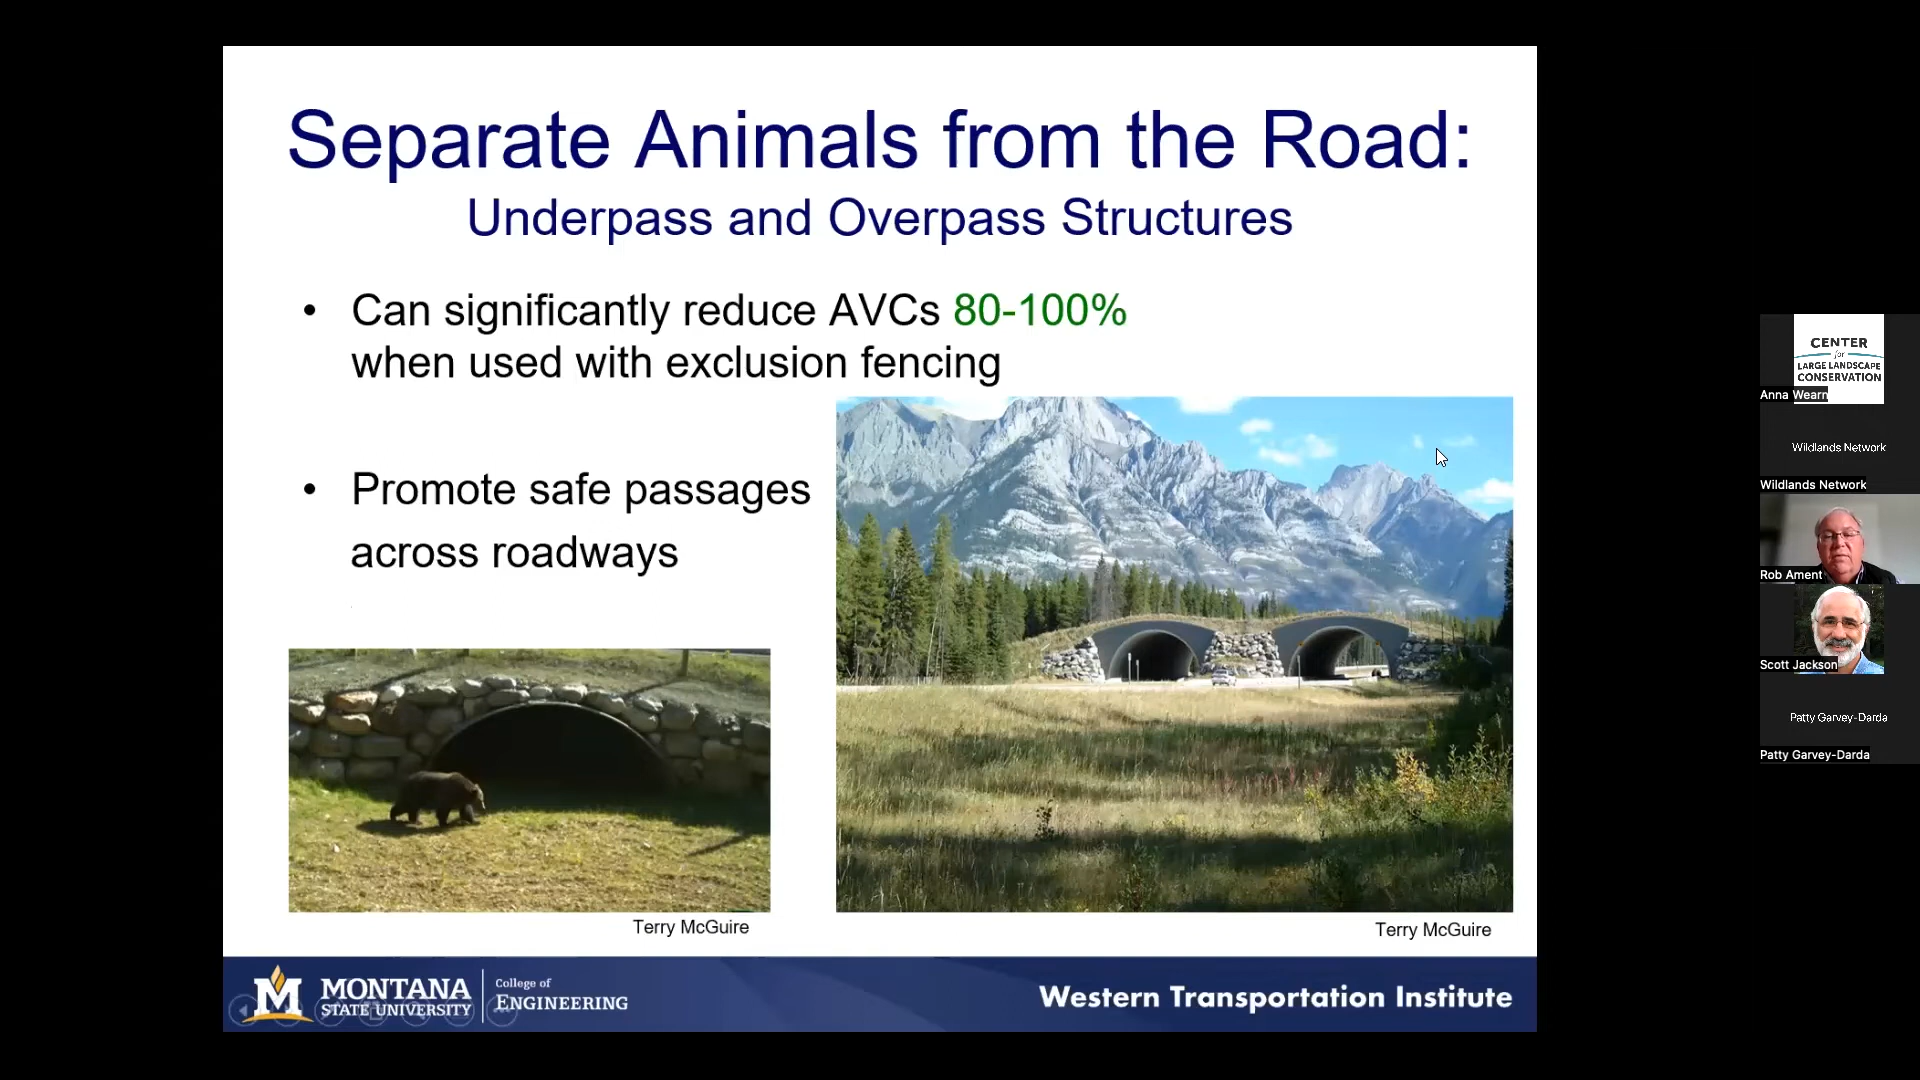 Separate Animals from the Road:
Underpass and Overpass Structures
• Can significantly reduce AVCs 80-100%
when used with exclusion fencing
• Promote safe passages
across roadways
Terry McGuire
Terry McGuire
M MONTANA
STATE UNIVERSITY
College of
ENGINEERING
Western Transportation Institute
CENTER
for
LARGE LANDSCAPE
CONSERVATION
Anna Wearn
Wildlands Network
Wildlands Network
Rob Ament
Scott Jackson
Patty Garvey-Darda
Patty Garvey-Darda